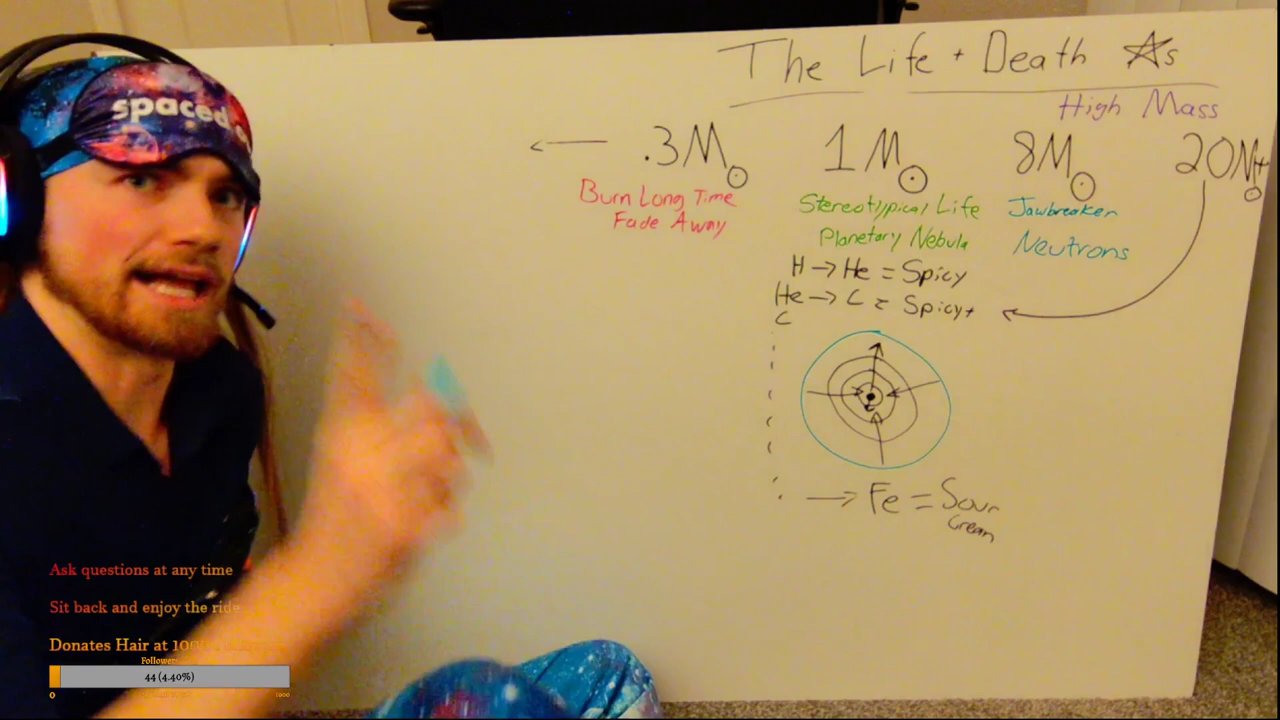 The Life + Death ☆s
High Mass
← .3M☉
1M☉
8M☉
20M+☉
Burn Long Time
Fade Away
Stereotypical Life
Planetary Nebula
Jawbreaker
Neutrons
H → He = Spicy
He → C = Spicy+
C
→ Fe = Sour
Cream
spaced
Ask questions at any time
Sit back and enjoy the ride
Donates Hair at
44 (4.40%)
0
1000